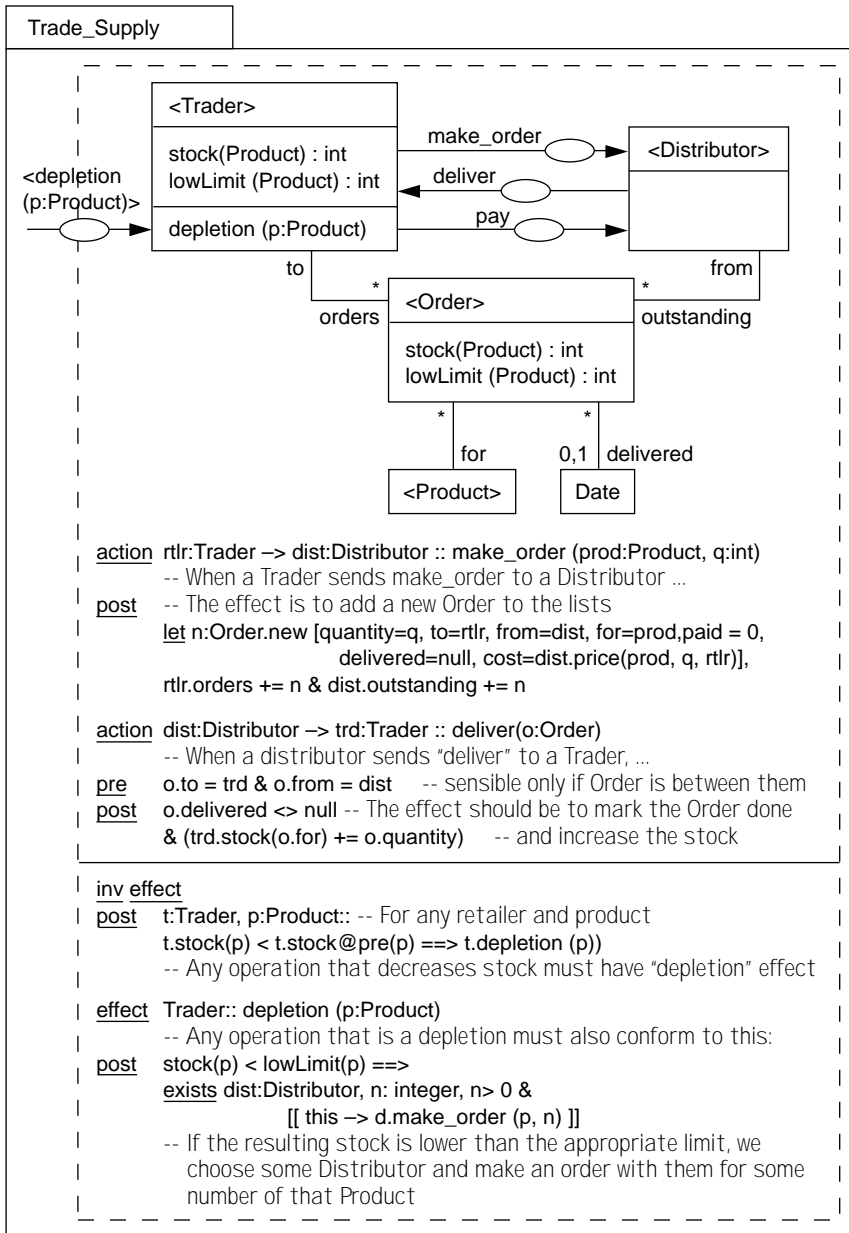 Trade_Supply
<Trader>
stock(Product) : int
lowLimit (Product) : int
depletion (p:Product)
<depletion
(p:Product)>
make_order
deliver
pay
<Distributor>
to
*
orders
from
*
outstanding
<Order>
stock(Product) : int
lowLimit (Product) : int
*
*
for
0,1 delivered
<Product>
Date
action rtlr:Trader –> dist:Distributor :: make_order (prod:Product, q:int)
-- When a Trader sends make_order to a Distributor ...
post -- The effect is to add a new Order to the lists
let n:Order.new [quantity=q, to=rtlr, from=dist, for=prod,paid = 0,
delivered=null, cost=dist.price(prod, q, rtlr)],
rtlr.orders += n & dist.outstanding += n
action dist:Distributor –> trd:Trader :: deliver(o:Order)
-- When a distributor sends “deliver” to a Trader, ...
pre o.to = trd & o.from = dist -- sensible only if Order is between them
post o.delivered <> null -- The effect should be to mark the Order done
& (trd.stock(o.for) += o.quantity) -- and increase the stock
inv effect
post t:Trader, p:Product:: -- For any retailer and product
t.stock(p) < t.stock@pre(p) ==> t.depletion (p))
-- Any operation that decreases stock must have “depletion” effect
effect Trader:: depletion (p:Product)
-- Any operation that is a depletion must also conform to this:
post stock(p) < lowLimit(p) ==>
exists dist:Distributor, n: integer, n> 0 &
[[ this –> d.make_order (p, n) ]]
-- If the resulting stock is lower than the appropriate limit, we
choose some Distributor and make an order with them for some
number of that Product